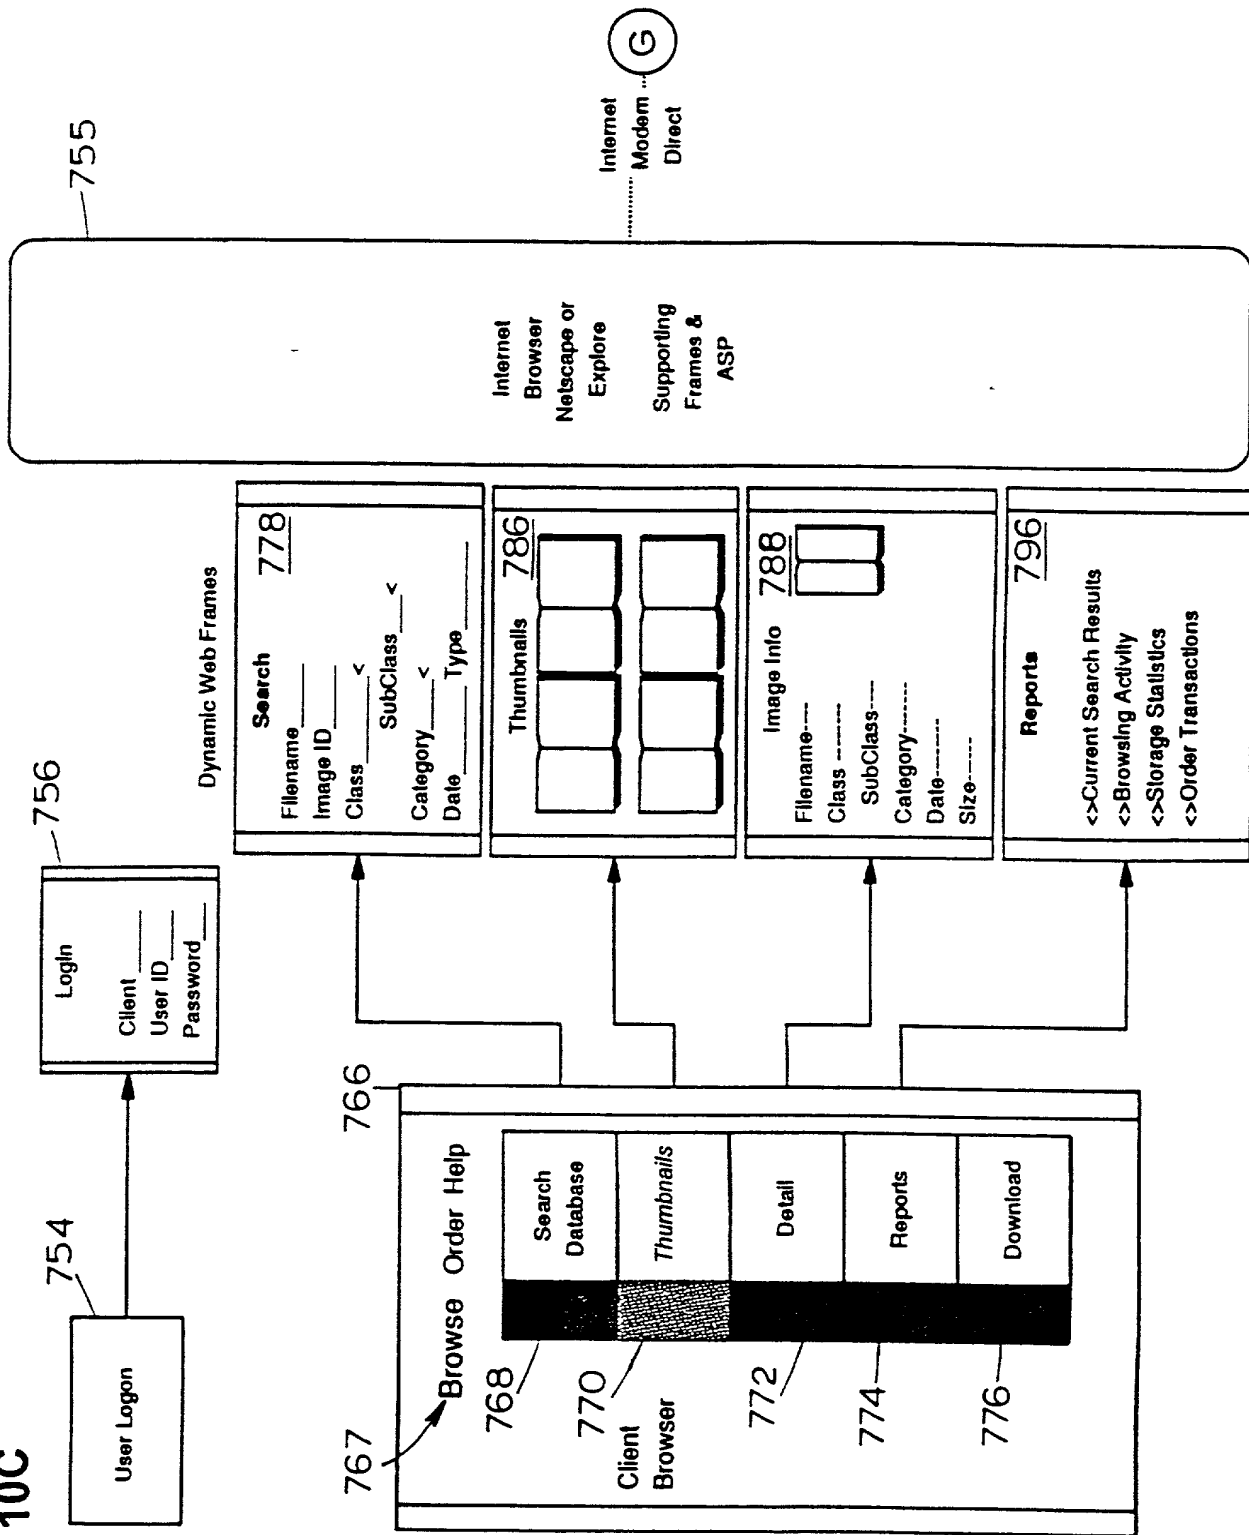 10C
754
User Logon
756
LogIn
Client
User ID
Password
767
766
Browse Order Help
Client
Browser
768
Search
Database
770
Thumbnails
772
Detail
774
Reports
776
Download
Dynamic Web Frames
Search
778
Filename
Image ID
Class <
SubClass <
Category <
Date Type
Thumbnails
786
Image Info
788
Filename----
Class --------
SubClass----
Category-------
Date--------
Size------
Reports
796
<>Current Search Results
<>Browsing Activity
<>Storage Statistics
<>Order Transactions
755
Internet
Browser
Netscape or
Explore
Supporting
Frames &
ASP
Internet
Modem
Direct
G